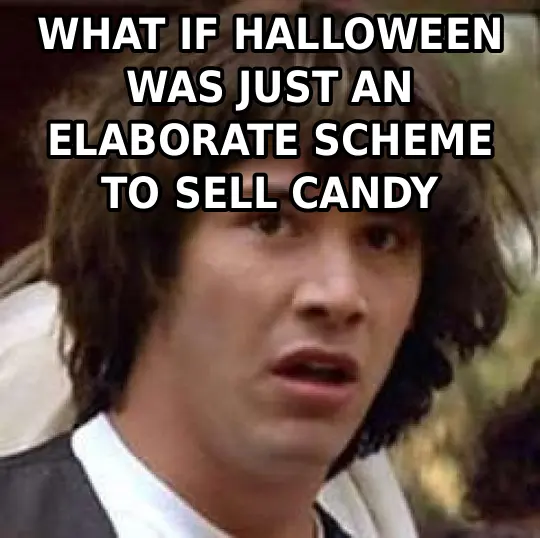 WHAT IF HALLOWEEN
WAS JUST AN
ELABORATE SCHEME
TO SELL CANDY